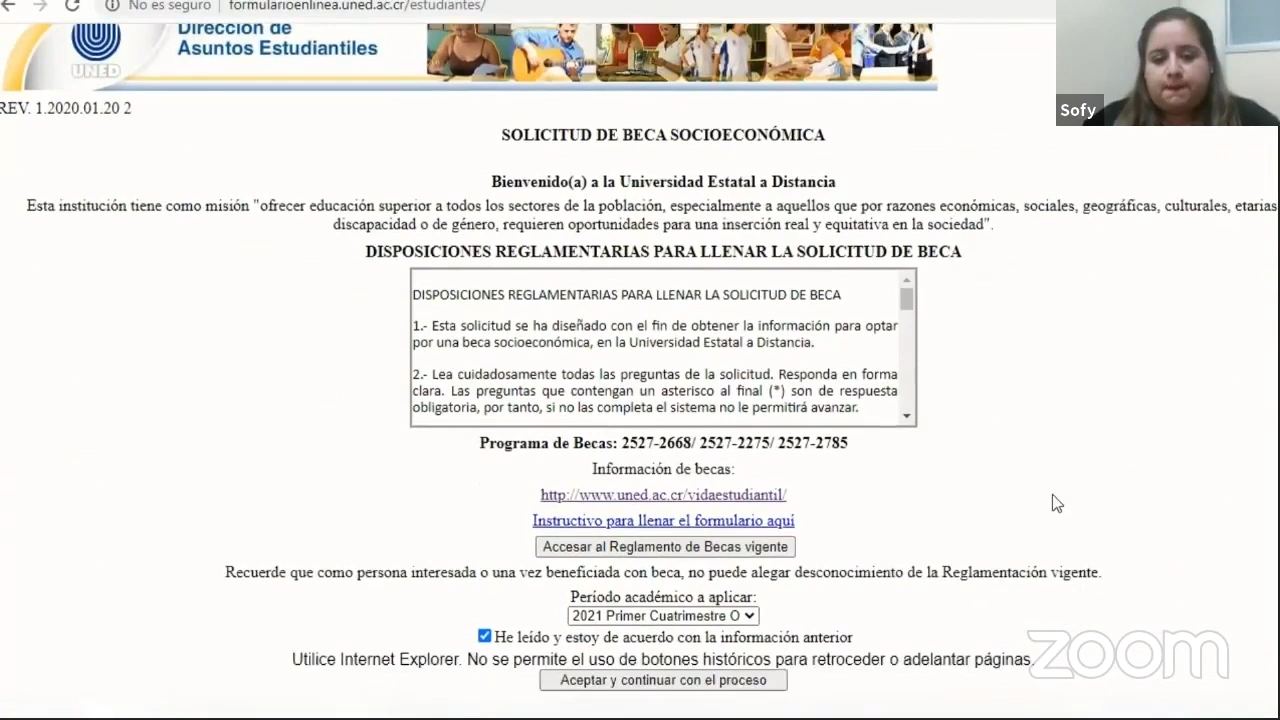 No es seguro | formularioenlinea.uned.ac.cr/estudiantes/
Dirección de
Asuntos Estudiantiles
UNED
Sofy
REV. 1.2020.01.20 2
SOLICITUD DE BECA SOCIOECONÓMICA
Bienvenido(a) a la Universidad Estatal a Distancia
Esta institución tiene como misión "ofrecer educación superior a todos los sectores de la población, especialmente a aquellos que por razones económicas, sociales, geográficas, culturales, etarias
discapacidad o de género, requieren oportunidades para una inserción real y equitativa en la sociedad".
DISPOSICIONES REGLAMENTARIAS PARA LLENAR LA SOLICITUD DE BECA
DISPOSICIONES REGLAMENTARIAS PARA LLENAR LA SOLICITUD DE BECA
1.- Esta solicitud se ha diseñado con el fin de obtener la información para optar
por una beca socioeconómica, en la Universidad Estatal a Distancia.
2.- Lea cuidadosamente todas las preguntas de la solicitud. Responda en forma
clara. Las preguntas que contengan un asterisco al final (*) son de respuesta
obligatoria, por tanto, si no las completa el sistema no le permitirá avanzar.
Programa de Becas: 2527-2668/ 2527-2275/ 2527-2785
Información de becas:
http://www.uned.ac.cr/vidaestudiantil/
Instructivo para llenar el formulario aquí
Accesar al Reglamento de Becas vigente
Recuerde que como persona interesada o una vez beneficiada con beca, no puede alegar desconocimiento de la Reglamentación vigente.
Período académico a aplicar:
2021 Primer Cuatrimestre O
He leído y estoy de acuerdo con la información anterior
Utilice Internet Explorer. No se permite el uso de botones históricos para retroceder o adelantar páginas.
Aceptar y continuar con el proceso
zoom